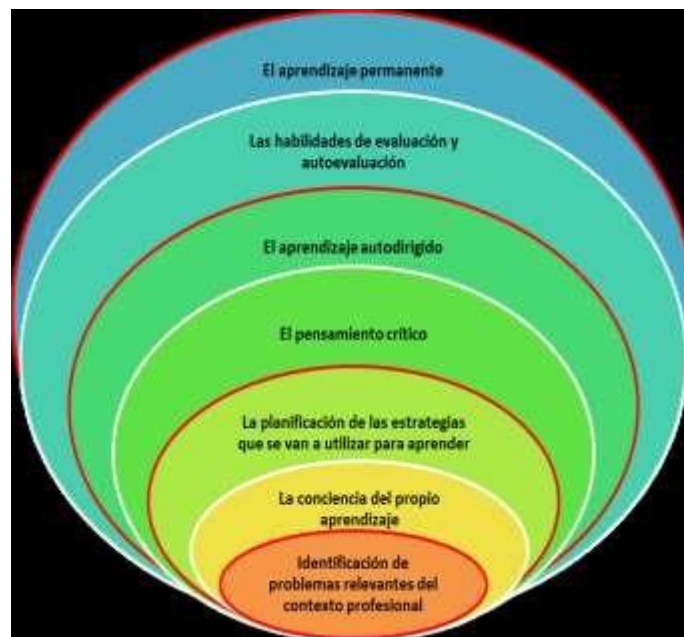 El aprendizaje permanente
Las habilidades de evaluación y
autoevaluación
El aprendizaje autodirigido
El pensamiento crítico
La planificación de las estrategias
que se van a utilizar para aprender
La conciencia del propio
aprendizaje
Identificación de
problemas relevantes del
contexto profesional